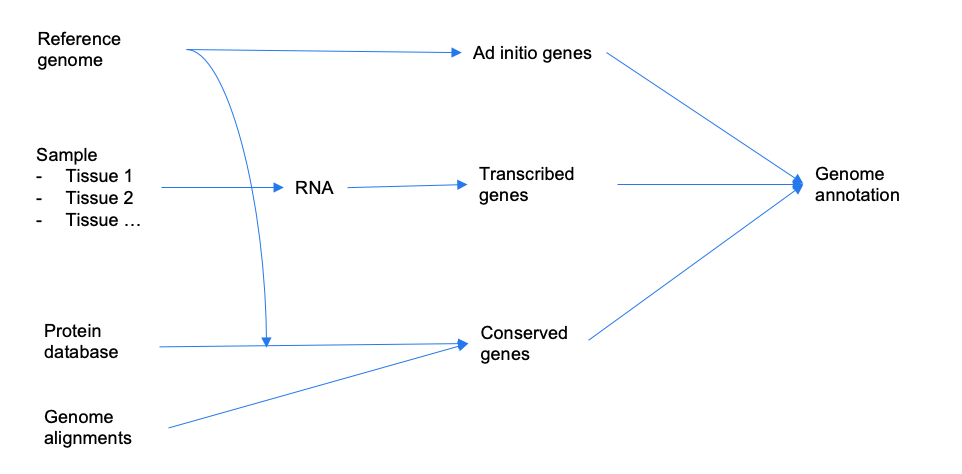 Reference
genome
Ad initio genes
Sample
- Tissue 1
- Tissue 2
- Tissue …
RNA
Transcribed
genes
Genome
annotation
Protein
database
Conserved
genes
Genome
alignments